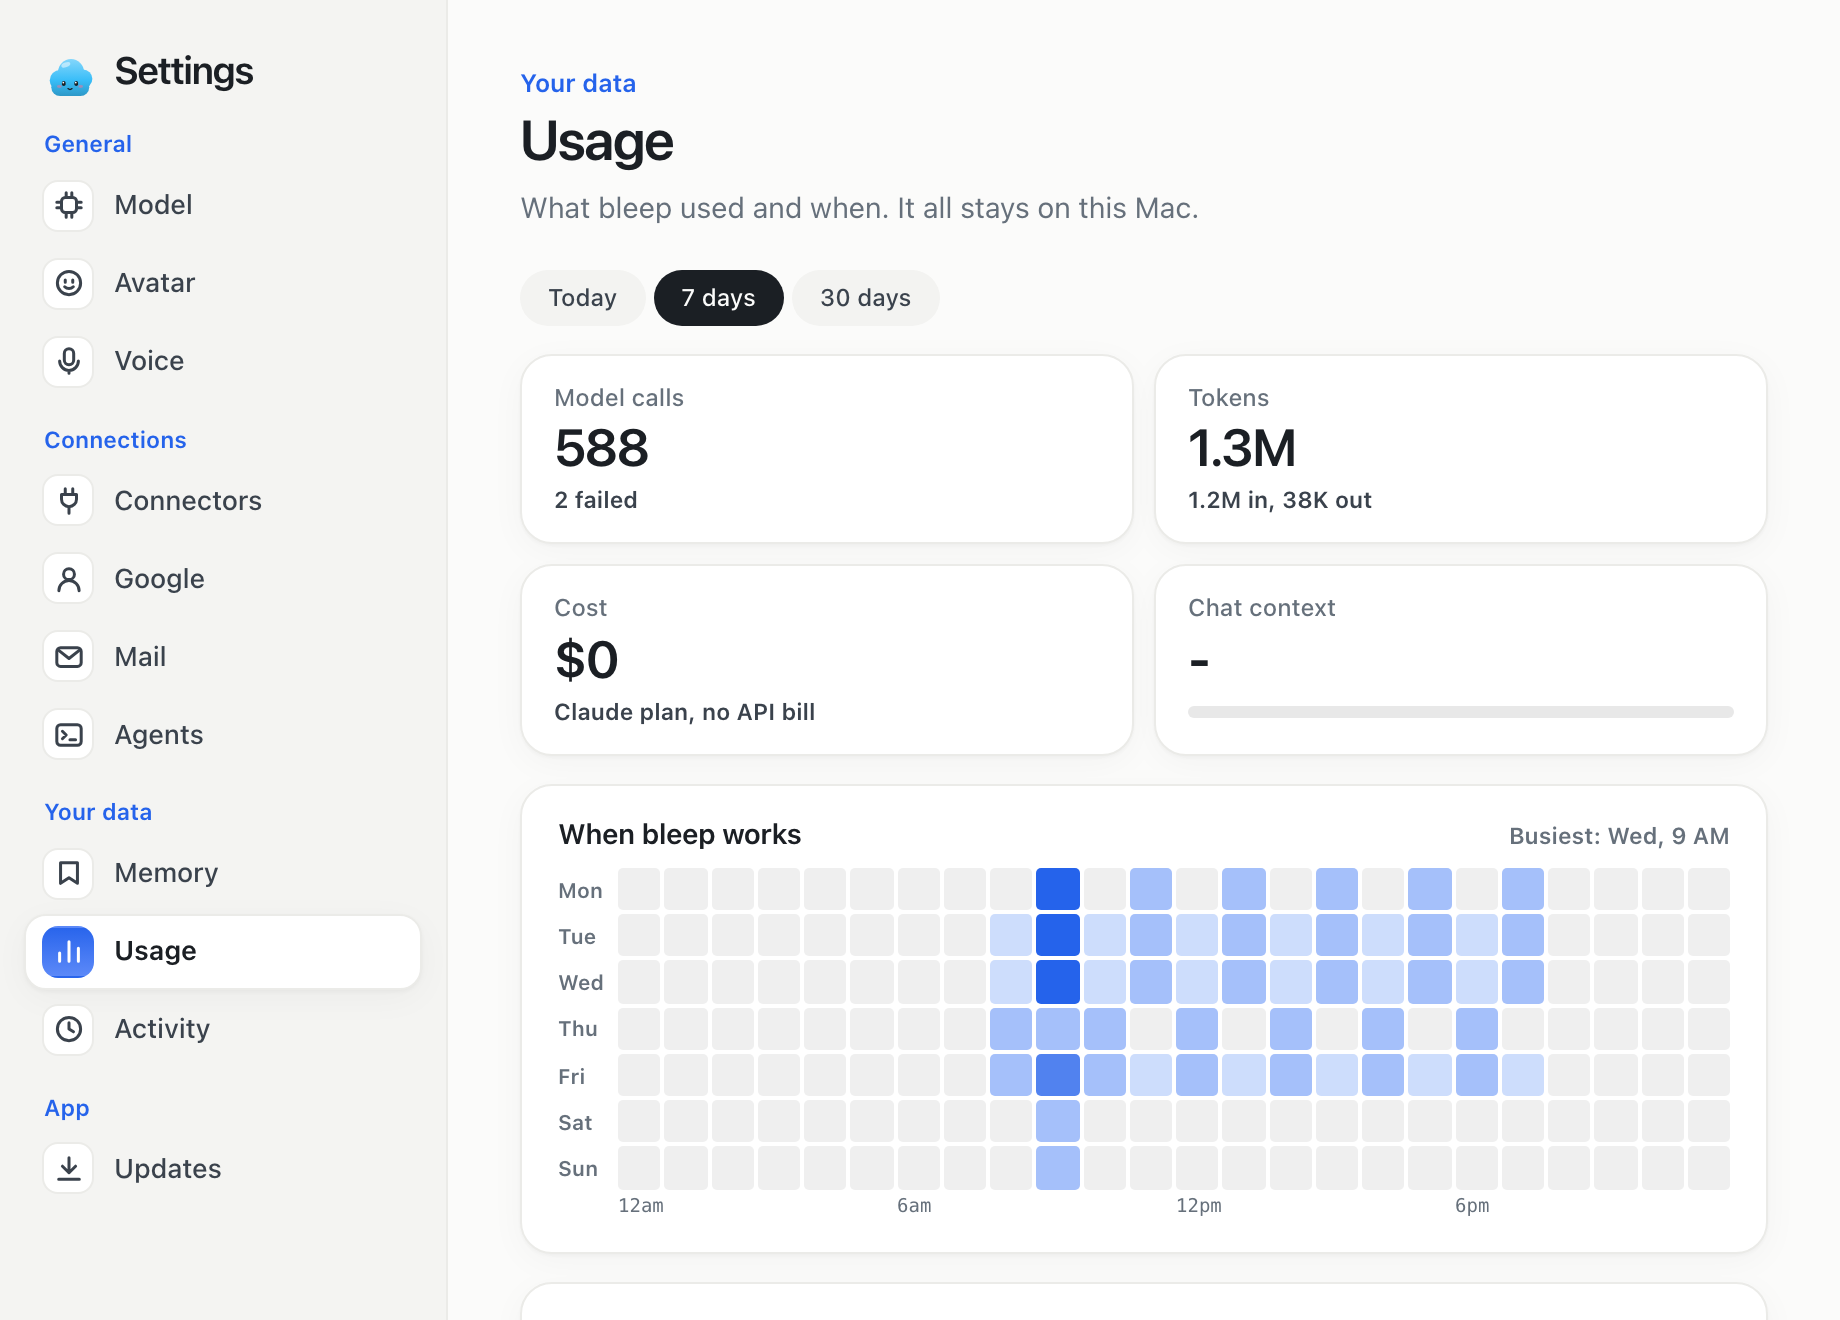 Settings
General
Model
Avatar
Voice
Connections
Connectors
Google
Mail
Agents
Your data
Memory
Usage
Activity
App
Updates
Your data
Usage
What bleep used and when. It all stays on this Mac.
Today 7 days 30 days
Model calls
588
2 failed
Tokens
1.3M
1.2M in, 38K out
Cost
$0
Claude plan, no API bill
Chat context
-
When bleep works
Busiest: Wed, 9 AM
Mon
Tue
Wed
Thu
Fri
Sat
Sun
12am 6am 12pm 6pm